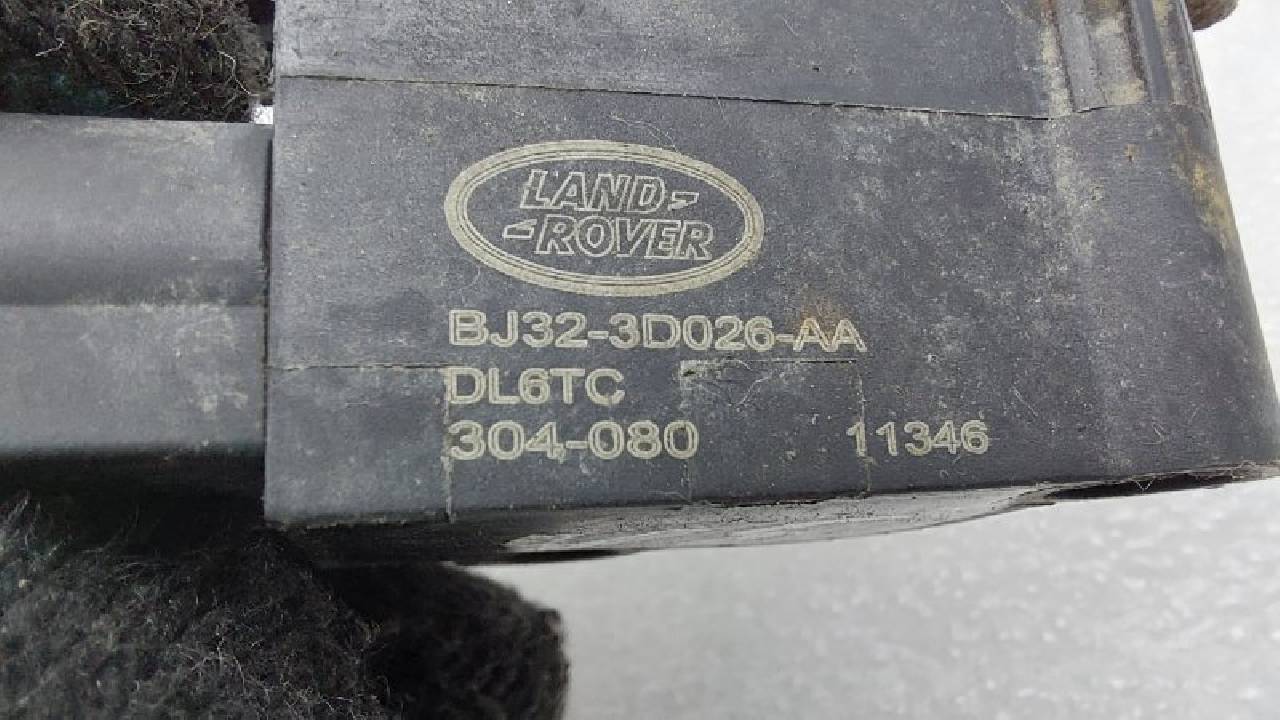 LAND-
-ROVER
BJ32-3D026-AA
DL6TC
304-080 11346